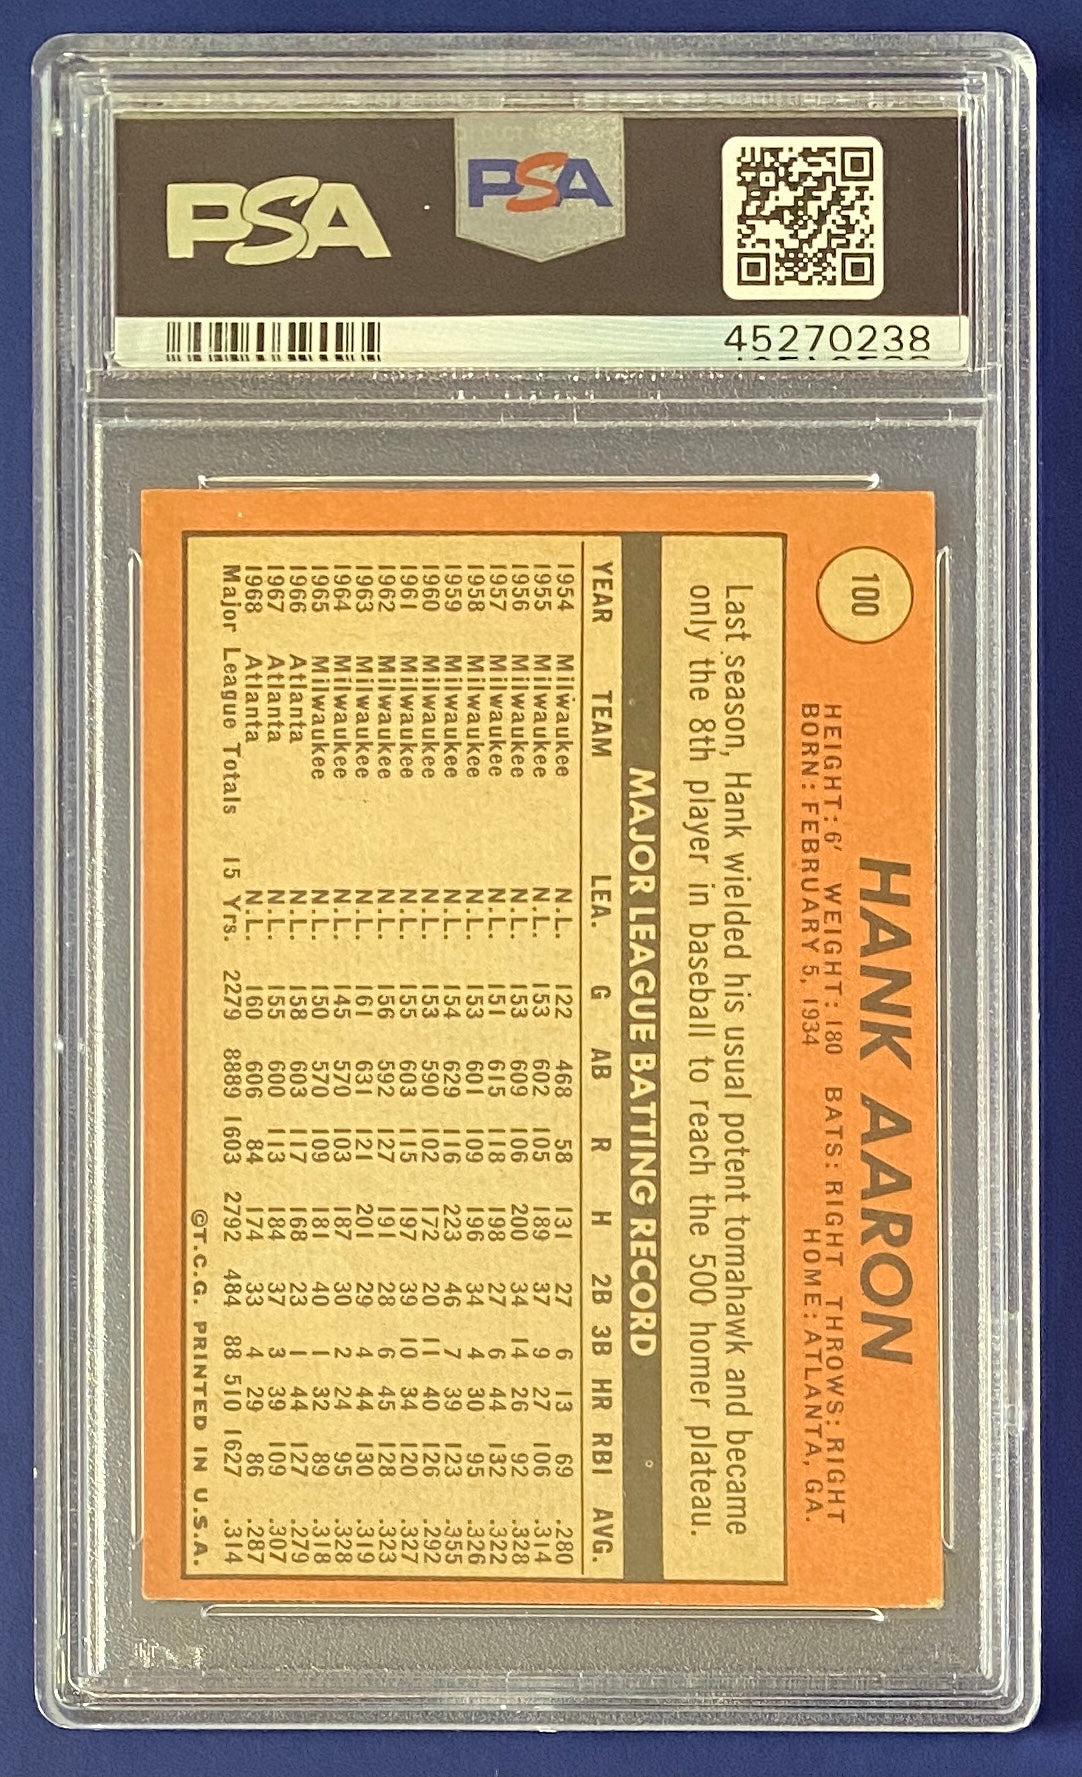 PSA
PSA
45270238
100
HANK AARON
HEIGHT: 6' WEIGHT: 180 BATS: RIGHT THROWS: RIGHT
BORN: FEBRUARY 5, 1934 HOME: ATLANTA, GA.
Last season, Hank wielded his usual potent tomahawk and became
only the 8th player in baseball to reach the 500 homer plateau.
MAJOR LEAGUE BATTING RECORD
YEAR TEAM LEA. G AB R H 2B 3B HR RBI AVG.
1954 Milwaukee N.L. 122 468 58 131 27 6 13 69 .280
1955 Milwaukee N.L. 153 602 105 189 37 9 27 106 .314
1956 Milwaukee N.L. 153 609 106 200 34 14 26 92 .328
1957 Milwaukee N.L. 151 615 118 198 27 6 44 132 .322
1958 Milwaukee N.L. 153 601 109 196 34 4 30 95 .326
1959 Milwaukee N.L. 154 629 116 223 46 7 39 123 .355
1960 Milwaukee N.L. 153 590 102 172 20 11 40 126 .292
1961 Milwaukee N.L. 155 603 115 197 39 10 34 120 .327
1962 Milwaukee N.L. 156 592 127 191 28 6 45 128 .323
1963 Milwaukee N.L. 161 631 121 201 29 4 44 130 .319
1964 Milwaukee N.L. 145 570 103 187 30 2 24 95 .328
1965 Milwaukee N.L. 150 570 109 181 40 1 32 89 .318
1966 Atlanta N.L. 158 603 117 168 23 1 44 127 .279
1967 Atlanta N.L. 155 600 113 184 37 3 39 109 .307
1968 Atlanta N.L. 160 606 84 174 33 4 29 86 .287
Major League Totals 15 Yrs. 2279 8889 1603 2792 484 88 510 1627 .314
©T.C.G. PRINTED IN U.S.A.